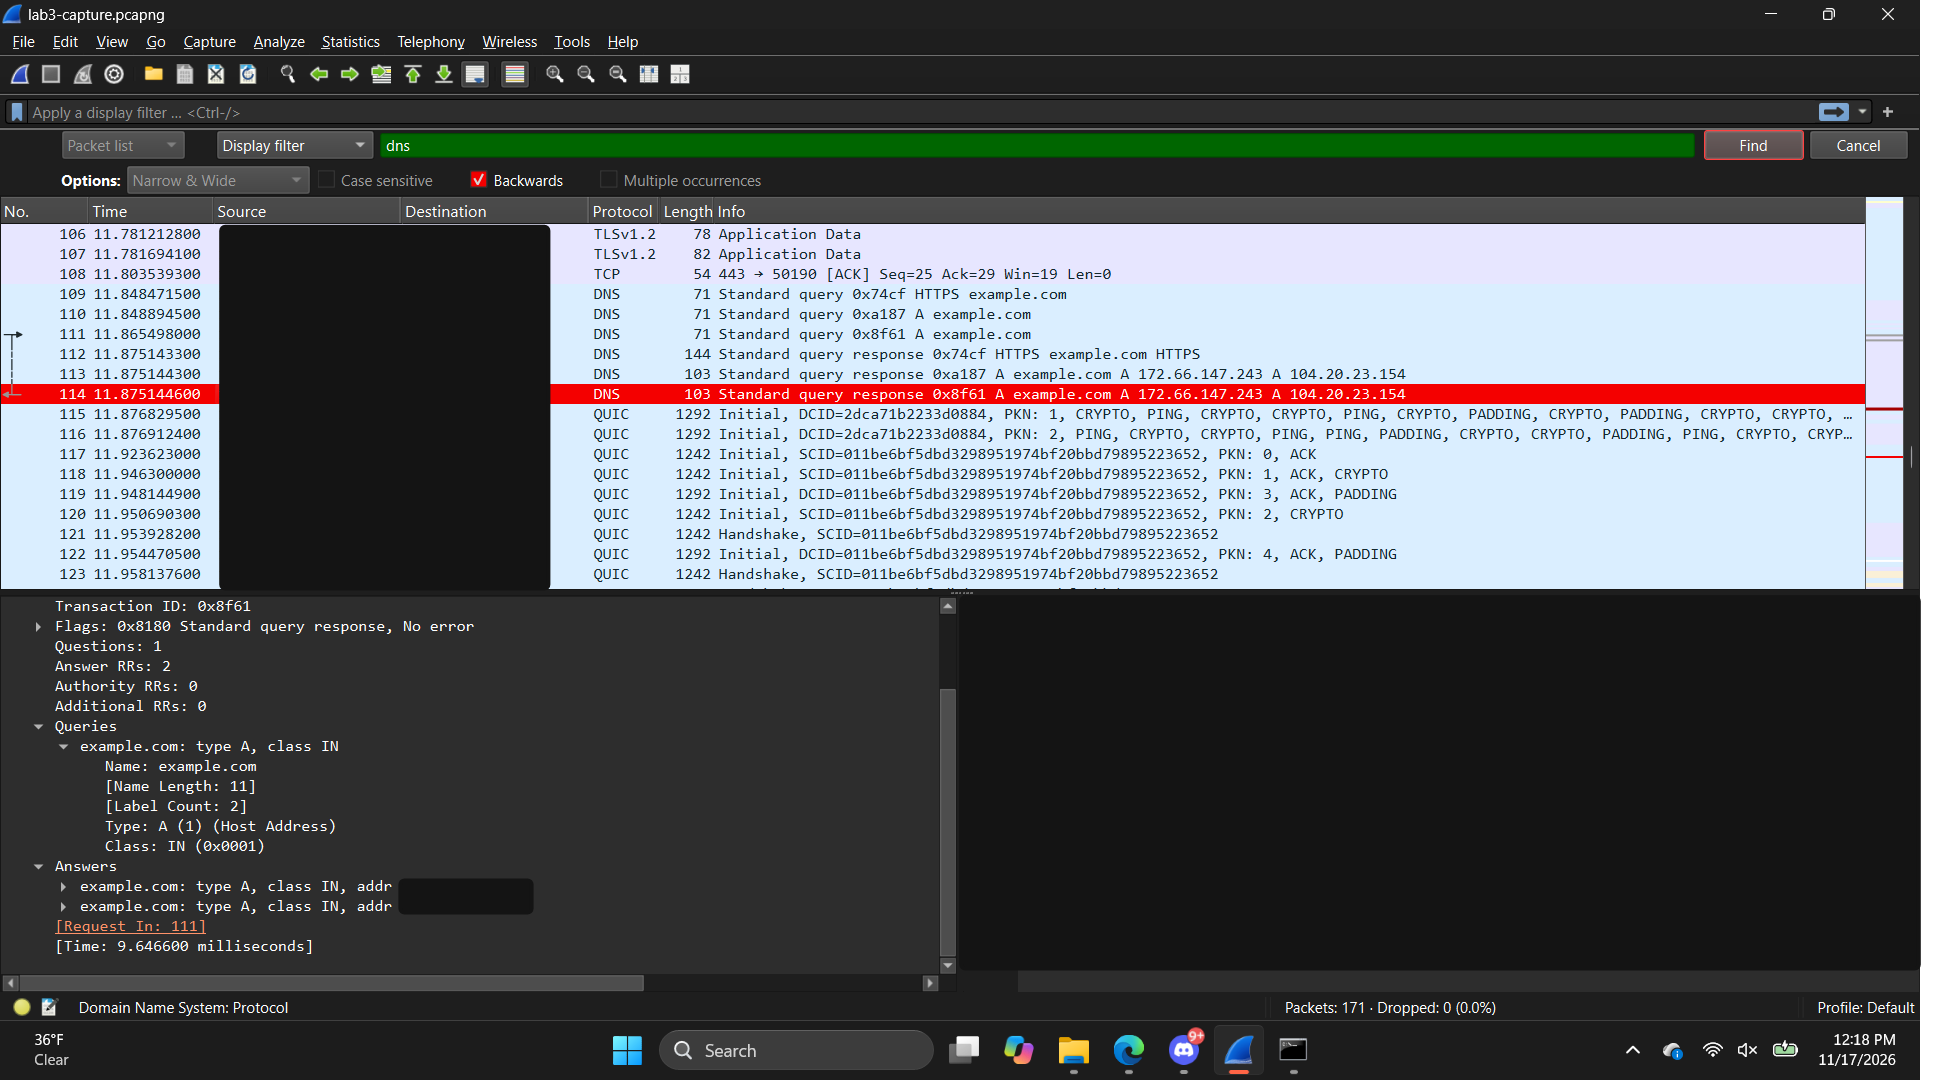 lab3-capture.pcapng
File Edit View Go Capture Analyze Statistics Telephony Wireless Tools Help
Apply a display filter ... <Ctrl-/>
Packet list Display filter dns Find Cancel
Options: Narrow & Wide Case sensitive Backwards Multiple occurrences
No. Time Source Destination Protocol Length Info
106 11.781212800 TLSv1.2 78 Application Data
107 11.781694100 TLSv1.2 82 Application Data
108 11.803539300 TCP 54 443 → 50190 [ACK] Seq=25 Ack=29 Win=19 Len=0
109 11.848471500 DNS 71 Standard query 0x74cf HTTPS example.com
110 11.848894500 DNS 71 Standard query 0xa187 A example.com
111 11.865498000 DNS 71 Standard query 0x8f61 A example.com
112 11.875143300 DNS 144 Standard query response 0x74cf HTTPS example.com HTTPS
113 11.875144300 DNS 103 Standard query response 0xa187 A example.com A 172.66.147.243 A 104.20.23.154
114 11.875144600 DNS 103 Standard query response 0x8f61 A example.com A 172.66.147.243 A 104.20.23.154
115 11.876829500 QUIC 1292 Initial, DCID=2dca71b2233d0884, PKN: 1, CRYPTO, PING, CRYPTO, CRYPTO, PING, CRYPTO, PADDING, CRYPTO, PADDING, CRYPTO, CRYPTO, …
116 11.876912400 QUIC 1292 Initial, DCID=2dca71b2233d0884, PKN: 2, PING, CRYPTO, CRYPTO, PING, PING, PADDING, CRYPTO, CRYPTO, PADDING, PING, CRYPTO, CRYP…
117 11.923623000 QUIC 1242 Initial, SCID=011be6bf5dbd3298951974bf20bbd79895223652, PKN: 0, ACK
118 11.946300000 QUIC 1242 Initial, SCID=011be6bf5dbd3298951974bf20bbd79895223652, PKN: 1, ACK, CRYPTO
119 11.948144900 QUIC 1292 Initial, DCID=011be6bf5dbd3298951974bf20bbd79895223652, PKN: 3, ACK, PADDING
120 11.950690300 QUIC 1242 Initial, SCID=011be6bf5dbd3298951974bf20bbd79895223652, PKN: 2, CRYPTO
121 11.953928200 QUIC 1242 Handshake, SCID=011be6bf5dbd3298951974bf20bbd79895223652
122 11.954470500 QUIC 1292 Initial, DCID=011be6bf5dbd3298951974bf20bbd79895223652, PKN: 4, ACK, PADDING
123 11.958137600 QUIC 1242 Handshake, SCID=011be6bf5dbd3298951974bf20bbd79895223652
Transaction ID: 0x8f61
Flags: 0x8180 Standard query response, No error
Questions: 1
Answer RRs: 2
Authority RRs: 0
Additional RRs: 0
Queries
example.com: type A, class IN
Name: example.com
[Name Length: 11]
[Label Count: 2]
Type: A (1) (Host Address)
Class: IN (0x0001)
Answers
example.com: type A, class IN, addr
example.com: type A, class IN, addr
[Request In: 111]
[Time: 9.646600 milliseconds]
Domain Name System: Protocol Packets: 171 · Dropped: 0 (0.0%) Profile: Default
36°F
Clear
Search
9+
12:18 PM
11/17/2026